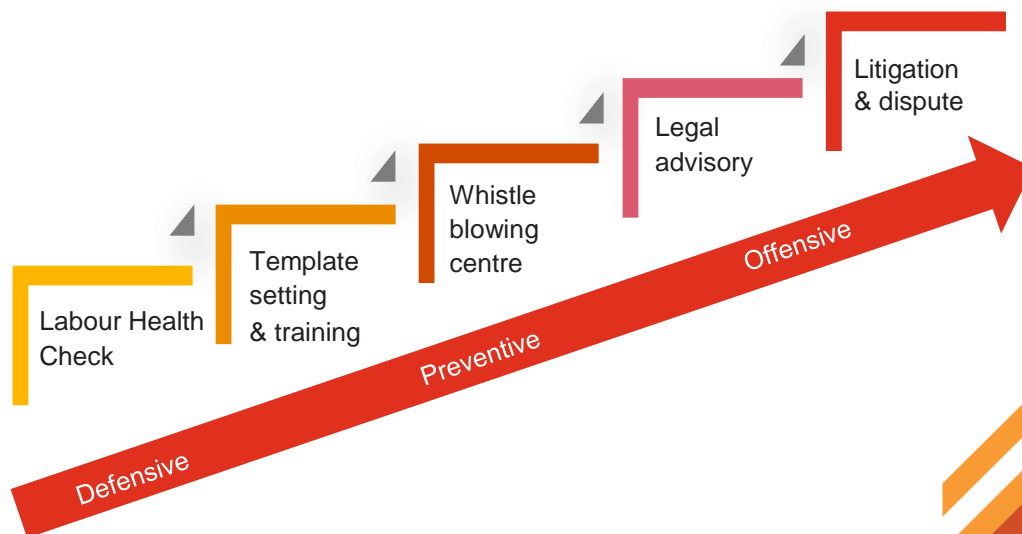 Labour Health
Check
Template
setting
& training
Whistle
blowing
centre
Legal
advisory
Litigation
& dispute
Defensive
Preventive
Offensive